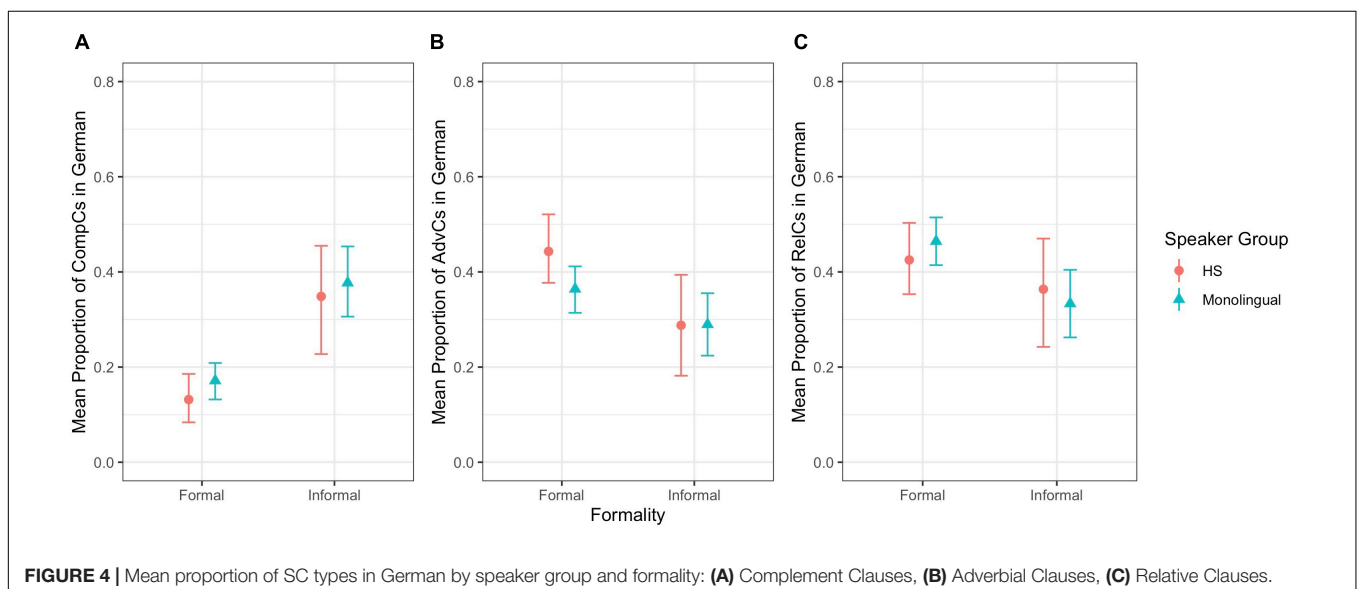 A
B
C
Mean Proportion of CompCs in German
0.8
0.6
0.4
0.2
0.0
Formal
Informal
Mean Proportion of AdvCs in German
0.8
0.6
0.4
0.2
0.0
Formal
Informal
Formality
Mean Proportion of RelCs in German
0.8
0.6
0.4
0.2
0.0
Formal
Informal
Speaker Group
HS
Monolingual
FIGURE 4 | Mean proportion of SC types in German by speaker group and formality: (A) Complement Clauses, (B) Adverbial Clauses, (C) Relative Clauses.